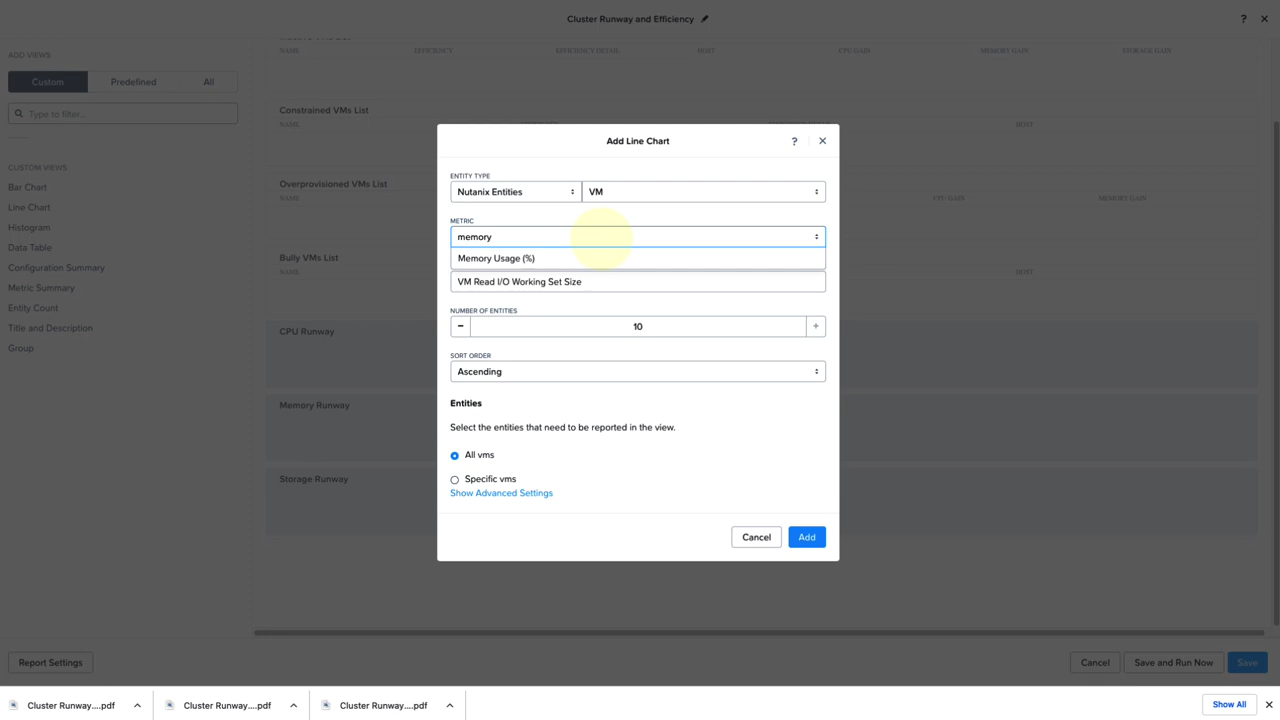 Cluster Runway and Efficiency
?
ADD VIEWS
Custom
Predefined
All
Type to filter...
CUSTOM VIEWS
Bar Chart
Line Chart
Histogram
Data Table
Configuration Summary
Metric Summary
Entity Count
Title and Description
Group
NAME EFFICIENCY EFFICIENCY DETAIL HOST CPU GAIN MEMORY GAIN STORAGE GAIN
Constrained VMs List
NAME HOST
Overprovisioned VMs List
NAME CPU GAIN MEMORY GAIN
Bully VMs List
NAME HOST
CPU Runway
Memory Runway
Storage Runway
Add Line Chart
?
ENTITY TYPE
Nutanix Entities
VM
METRIC
memory
Memory Usage (%)
VM Read I/O Working Set Size
NUMBER OF ENTITIES
10
SORT ORDER
Ascending
Entities
Select the entities that need to be reported in the view.
All vms
Specific vms
Show Advanced Settings
Cancel
Add
Report Settings
Cancel
Save and Run Now
Save
Cluster Runway....pdf
Cluster Runway....pdf
Cluster Runway....pdf
Show All